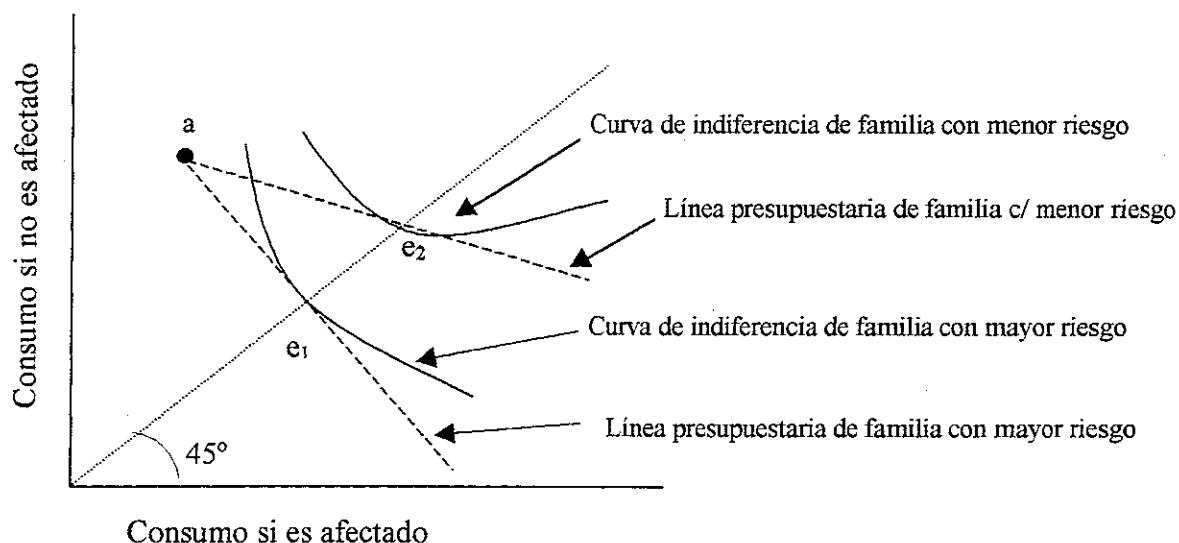 Consumo si no es afectado
a
Curva de indiferencia de familia con menor riesgo
Línea presupuestaria de familia c/ menor riesgo
e₂
Curva de indiferencia de familia con mayor riesgo
e₁
Línea presupuestaria de familia con mayor riesgo
45º
Consumo si es afectado